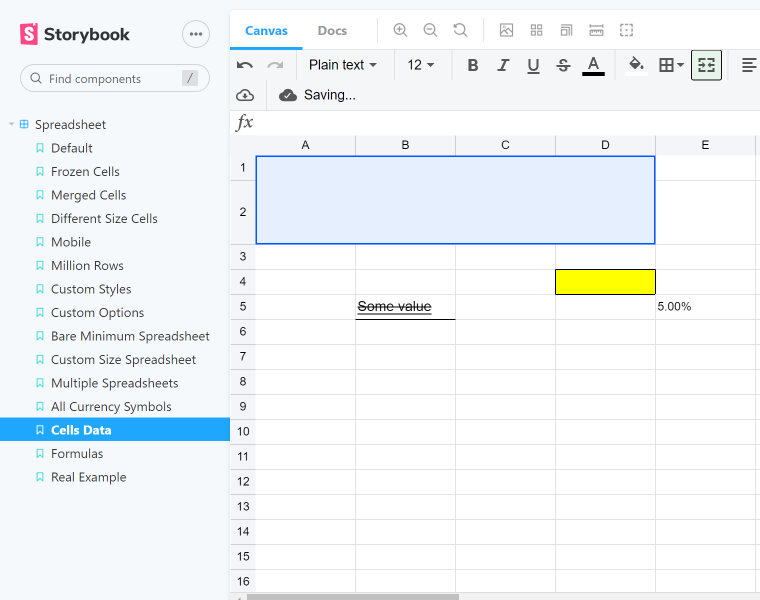 Storybook
Find components /
Spreadsheet
Default
Frozen Cells
Merged Cells
Different Size Cells
Mobile
Million Rows
Custom Styles
Custom Options
Bare Minimum Spreadsheet
Custom Size Spreadsheet
Multiple Spreadsheets
All Currency Symbols
Cells Data
Formulas
Real Example
Canvas Docs
Plain text 12 B I U S A
Saving...
fx
A B C D E
1
2
3
4
5 Some value 5.00%
6
7
8
9
10
11
12
13
14
15
16